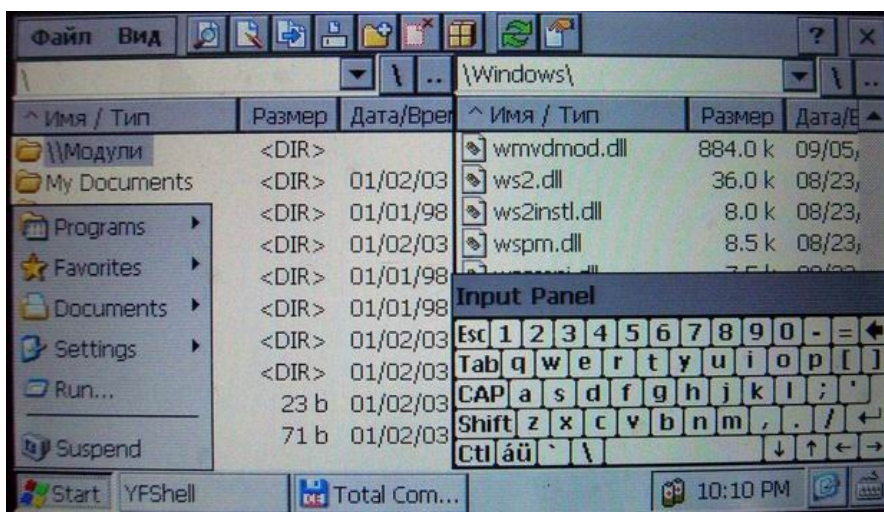 Файл Вид ?
\ \ .. \Windows\ \ ..
^ Имя / Тип Размер Дата/Врем ^ Имя / Тип Размер Дата/В
\\Модули <DIR> wmvdmod.dll 884.0 k 09/05/
My Documents <DIR> 01/02/03 ws2.dll 36.0 k 08/23/
<DIR> 01/01/98 ws2instl.dll 8.0 k 08/23/
Programs
<DIR> 01/02/03 wspm.dll 8.5 k 08/23/
Favorites
<DIR> 01/01/98
Documents
<DIR> 01/01/98
Settings
<DIR> 01/02/03
Run...
<DIR> 01/02/03
23 b 01/02/03
Suspend
71 b 01/02/03
Input Panel
Esc 1 2 3 4 5 6 7 8 9 0 - =
Tab q w e r t y u i o p [ ]
CAP a s d f g h j k l ; '
Shift z x c v b n m , . /
Ctl áü ` \
Start YFShell Total Com... 10:10 PM